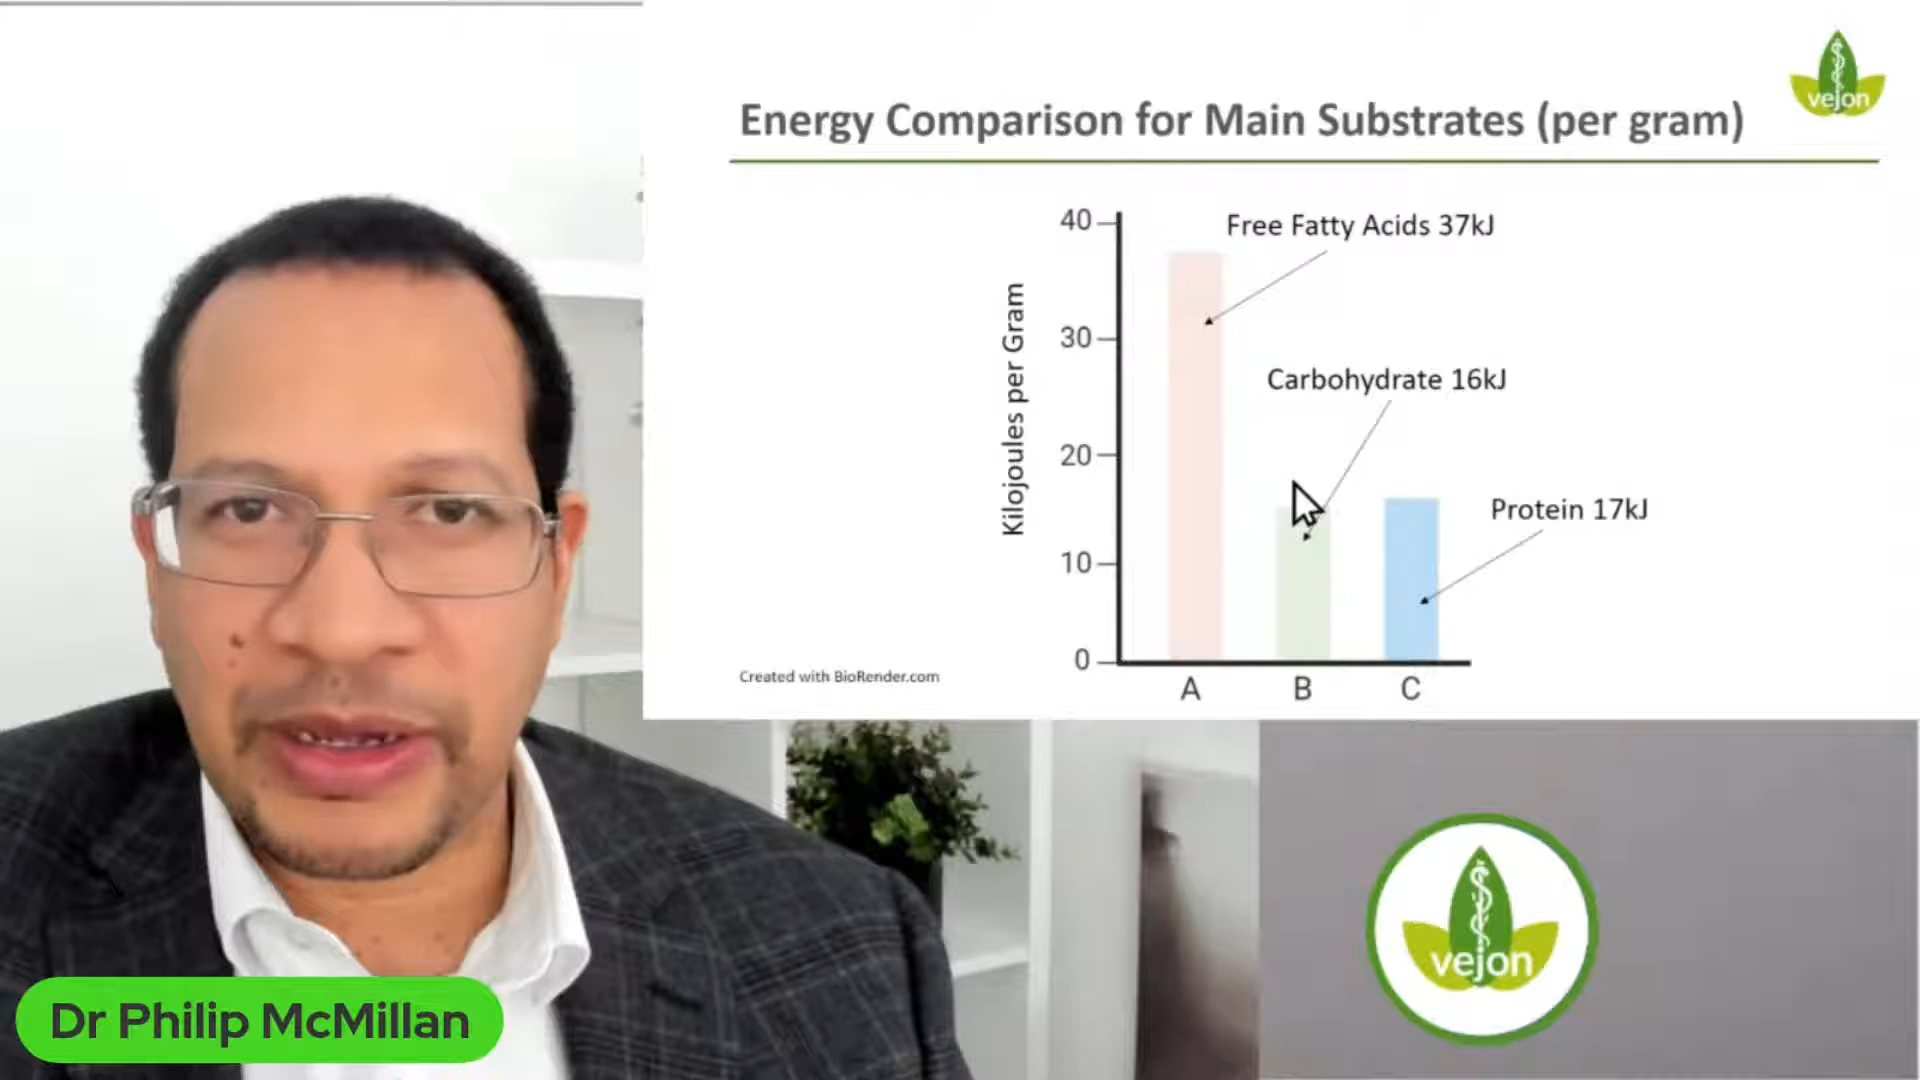 Energy Comparison for Main Substrates (per gram)
vejon
40
Free Fatty Acids 37kJ
30
Carbohydrate 16kJ
Kilojoules per Gram
20
Protein 17kJ
10
0
Created with BioRender.com
A
B
C
vejon
Dr Philip McMillan